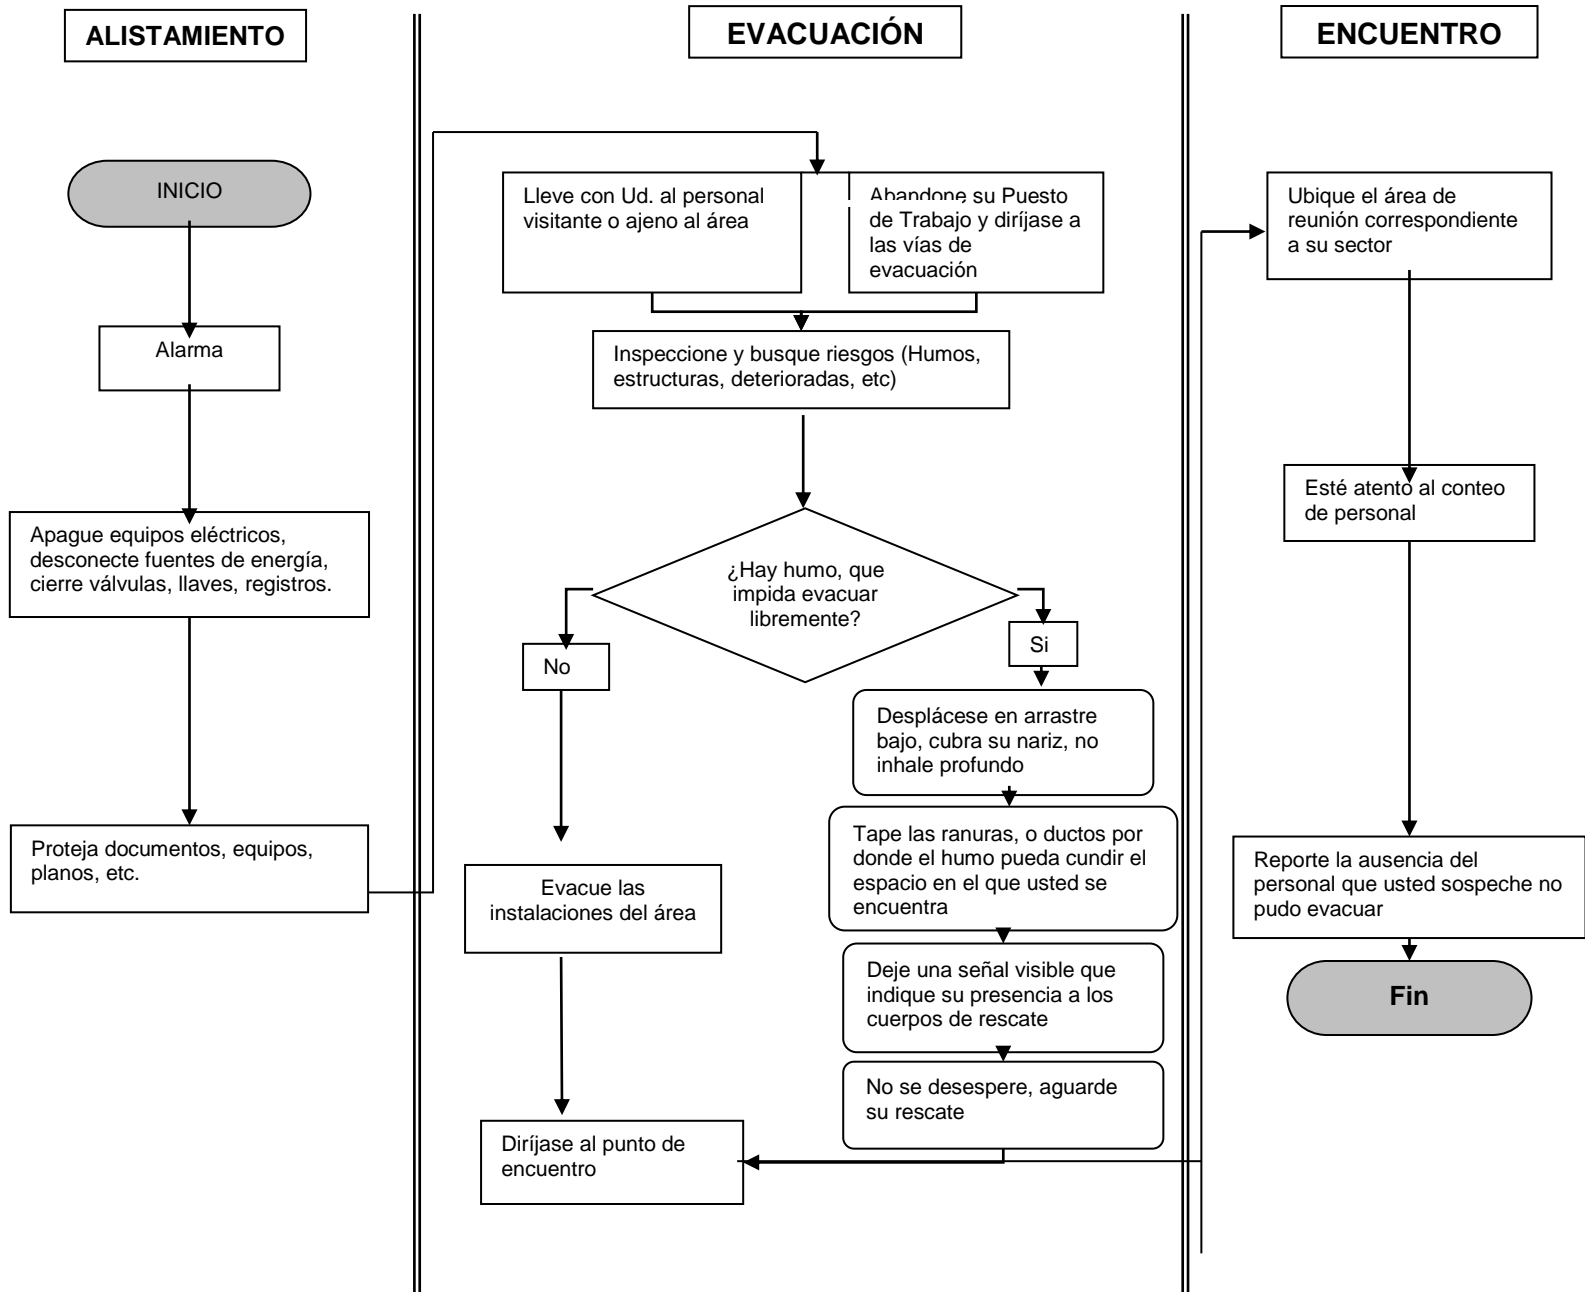 ALISTAMIENTO
INICIO
Alarma
Apague equipos eléctricos,
desconecte fuentes de energía,
cierre válvulas, llaves, registros.
Proteja documentos, equipos,
planos, etc.
EVACUACIÓN
Lleve con Ud. al personal
visitante o ajeno al área
Abandone su Puesto
de Trabajo y diríjase a
las vías de
evacuación
Inspeccione y busque riesgos (Humos,
estructuras, deterioradas, etc)
¿Hay humo, que
impida evacuar
libremente?
No
Evacue las
instalaciones del área
Diríjase al punto de
encuentro
Si
Desplácese en arrastre
bajo, cubra su nariz, no
inhale profundo
Tape las ranuras, o ductos por
donde el humo pueda cundir el
espacio en el que usted se
encuentra
Deje una señal visible que
indique su presencia a los
cuerpos de rescate
No se desespere, aguarde
su rescate
ENCUENTRO
Ubique el área de
reunión correspondiente
a su sector
Esté atento al conteo
de personal
Reporte la ausencia del
personal que usted sospeche no
pudo evacuar
Fin